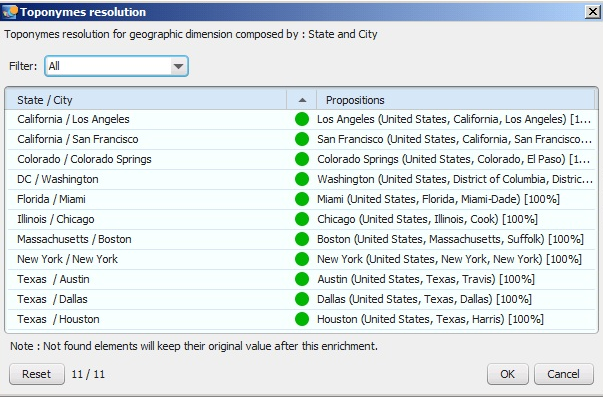 Toponymes resolution
Toponymes resolution for geographic dimension composed by : State and City
Filter: All
State / City Propositions
California / Los Angeles Los Angeles (United States, California, Los Angeles) [1...
California / San Francisco San Francisco (United States, California, San Francisco...
Colorado / Colorado Springs Colorado Springs (United States, Colorado, El Paso) [1...
DC / Washington Washington (United States, District of Columbia, Distric...
Florida / Miami Miami (United States, Florida, Miami-Dade) [100%]
Illinois / Chicago Chicago (United States, Illinois, Cook) [100%]
Massachusetts / Boston Boston (United States, Massachusetts, Suffolk) [100%]
New York / New York New York (United States, New York, New York) [100%]
Texas / Austin Austin (United States, Texas, Travis) [100%]
Texas / Dallas Dallas (United States, Texas, Dallas) [100%]
Texas / Houston Houston (United States, Texas, Harris) [100%]
Note : Not found elements will keep their original value after this enrichment.
Reset 11 / 11 OK Cancel